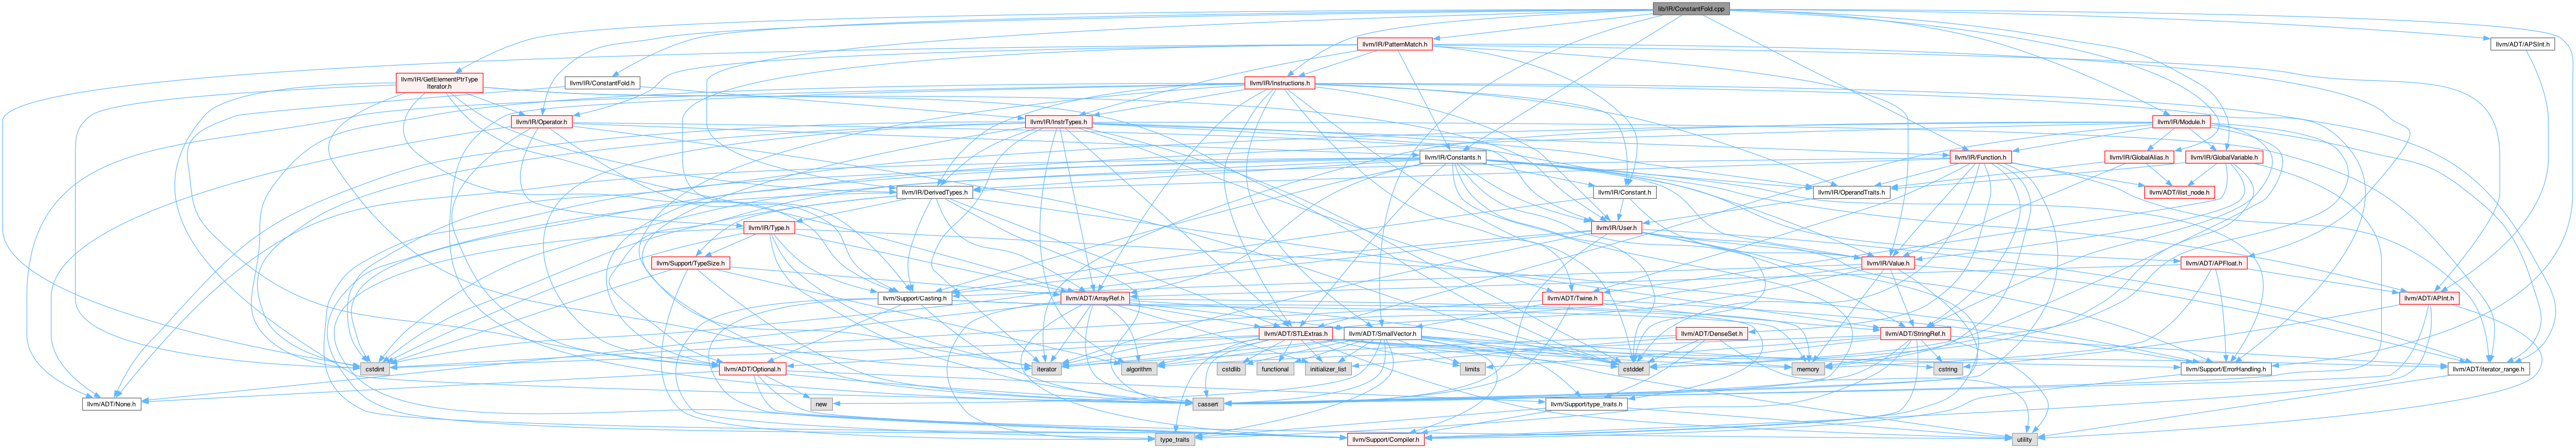 lib/IR/ConstantFold.cpp
llvm/IR/PatternMatch.h
llvm/ADT/APSInt.h
llvm/IR/GetElementPtrType
Iterator.h
llvm/IR/ConstantFold.h
llvm/IR/Instructions.h
llvm/IR/Operator.h
llvm/IR/InstrTypes.h
llvm/IR/Module.h
llvm/IR/Constants.h
llvm/IR/Function.h
llvm/IR/GlobalAlias.h
llvm/IR/GlobalVariable.h
llvm/IR/DerivedTypes.h
llvm/IR/Constant.h
llvm/IR/OperandTraits.h
llvm/ADT/ilist_node.h
llvm/IR/Type.h
llvm/IR/User.h
llvm/Support/TypeSize.h
llvm/IR/Value.h
llvm/ADT/APFloat.h
llvm/Support/Casting.h
llvm/ADT/ArrayRef.h
llvm/ADT/Twine.h
llvm/ADT/APInt.h
llvm/ADT/STLExtras.h
llvm/ADT/SmallVector.h
llvm/ADT/DenseSet.h
llvm/ADT/StringRef.h
cstdint
llvm/ADT/Optional.h
iterator
algorithm
cstdlib
functional
initializer_list
limits
cstddef
memory
cstring
llvm/Support/ErrorHandling.h
llvm/ADT/iterator_range.h
llvm/ADT/None.h
new
cassert
llvm/Support/type_traits.h
type_traits
llvm/Support/Compiler.h
utility